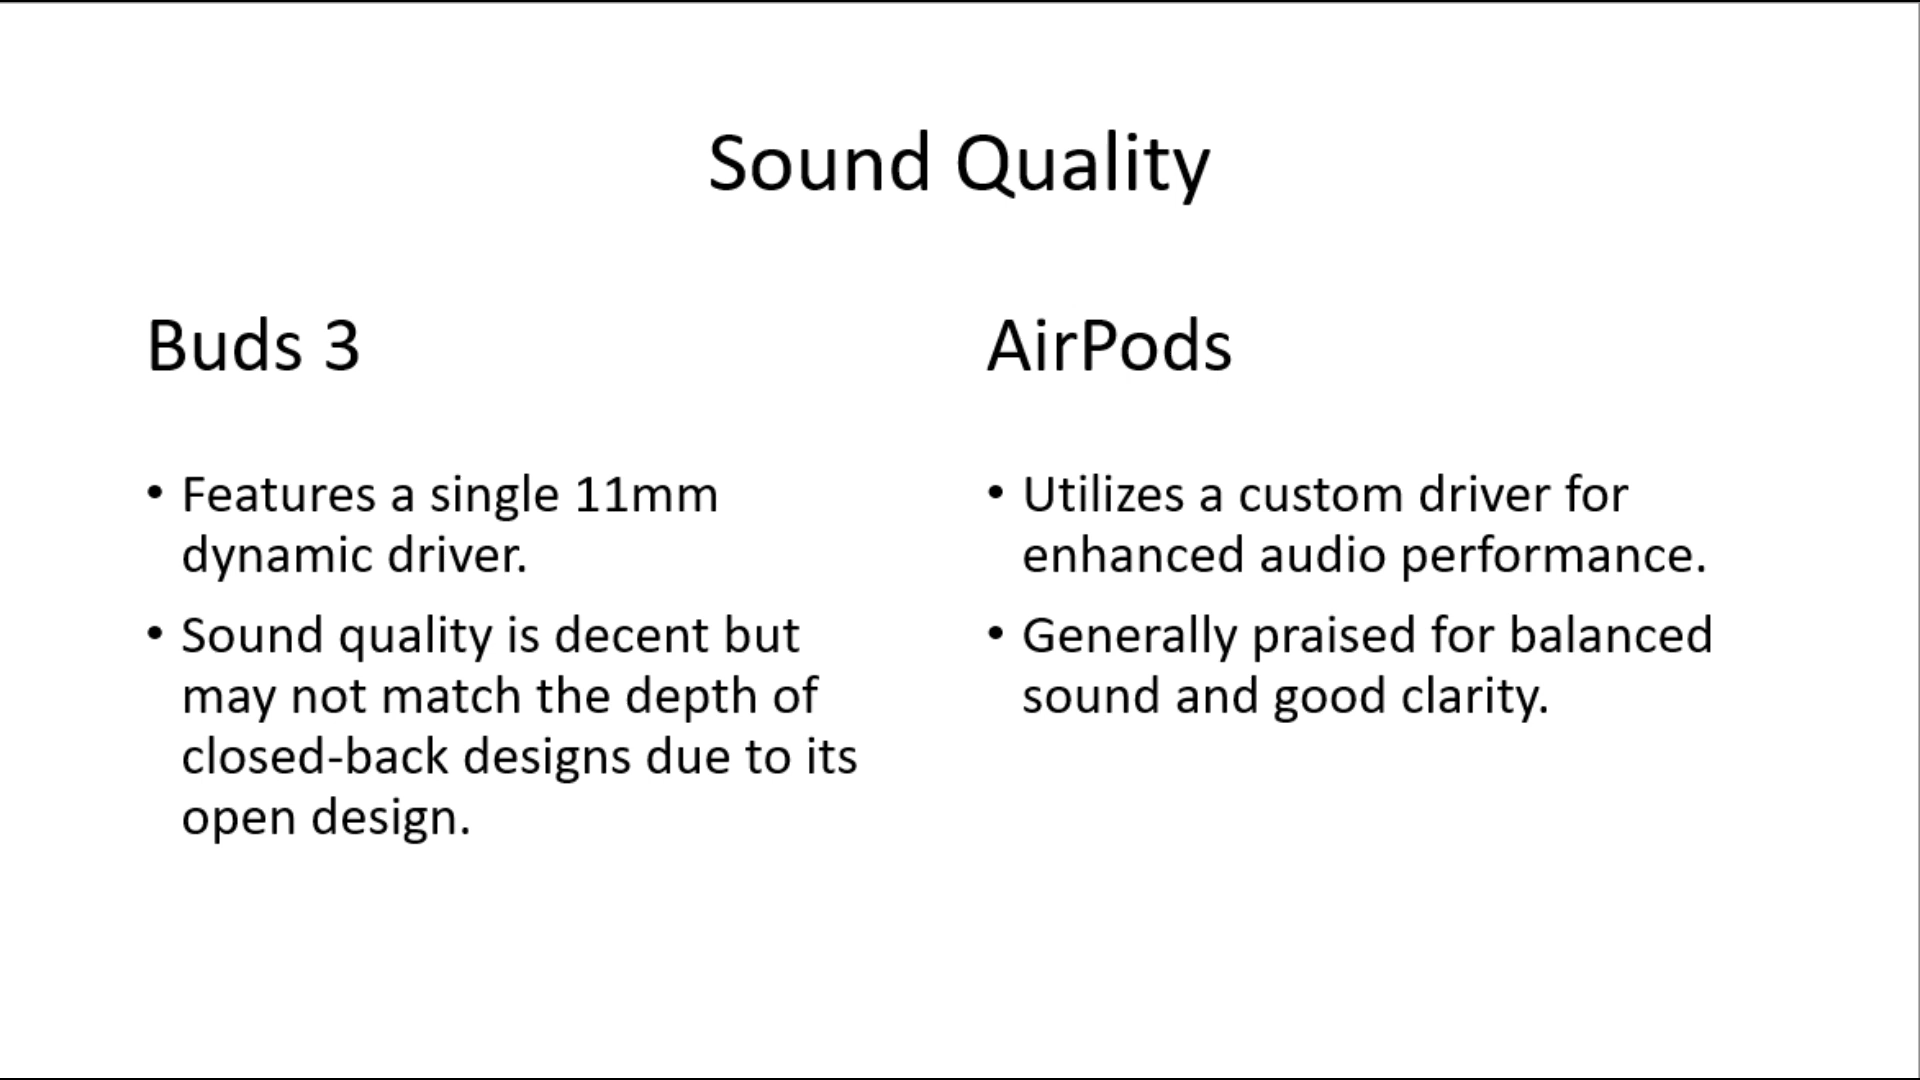 Sound Quality
Buds 3
• Features a single 11mm
dynamic driver.
• Sound quality is decent but
may not match the depth of
closed-back designs due to its
open design.
AirPods
• Utilizes a custom driver for
enhanced audio performance.
• Generally praised for balanced
sound and good clarity.